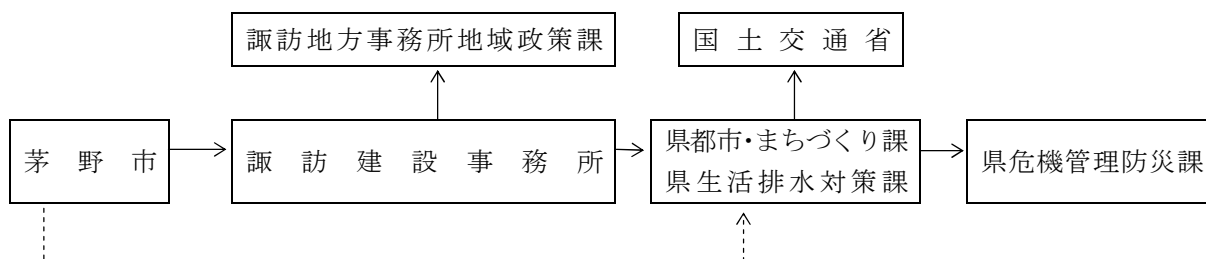 諏訪地方事務所地域政策課
国土交通省
茅野市
諏訪建設事務所
県都市・まちづくり課
県生活排水対策課
県危機管理防災課